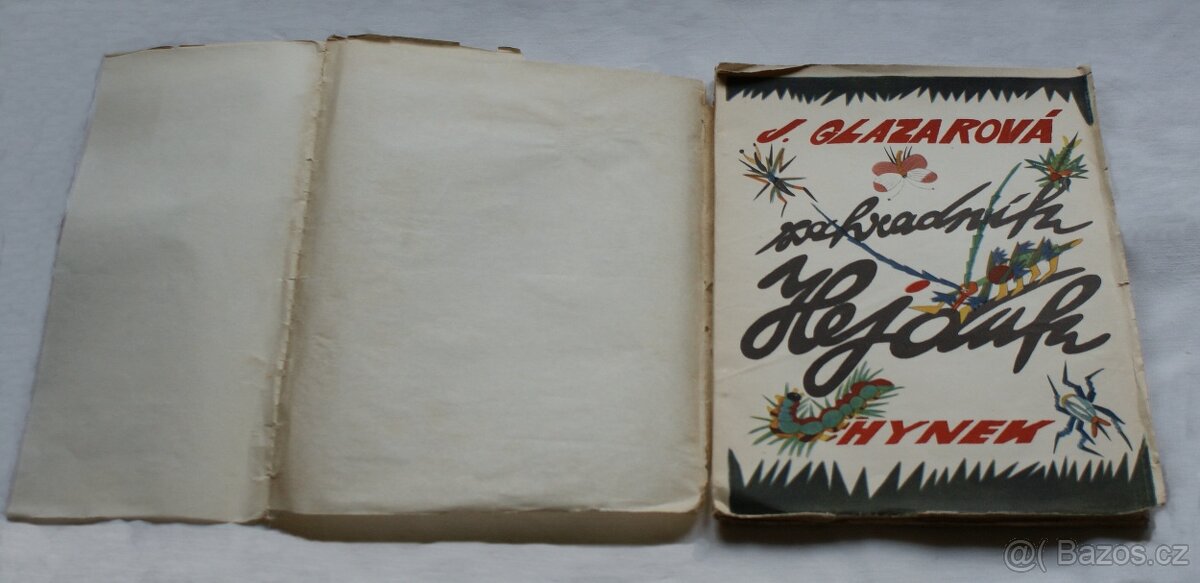 J. GLAZAROVÁ
zahradník
Hejduk
HYNEK
@( Bazos.cz